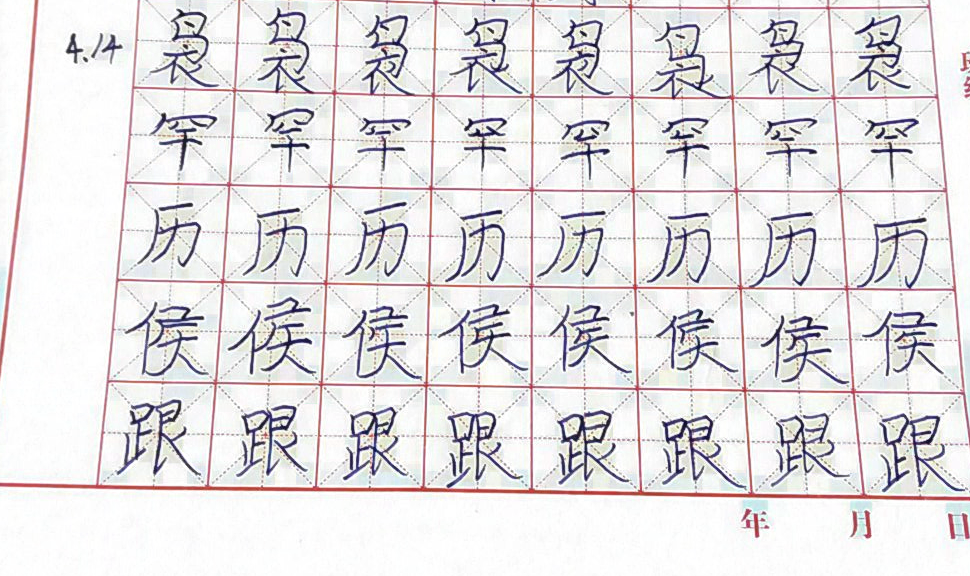 4.14 袅 袅 袅 袅 袅 袅 袅 袅
罕 罕 罕 罕 罕 罕 罕 罕
历 历 历 历 历 历 历 历
侯 侯 侯 侯 侯 侯 侯 侯
跟 跟 跟 跟 跟 跟 跟 跟
年 月 日